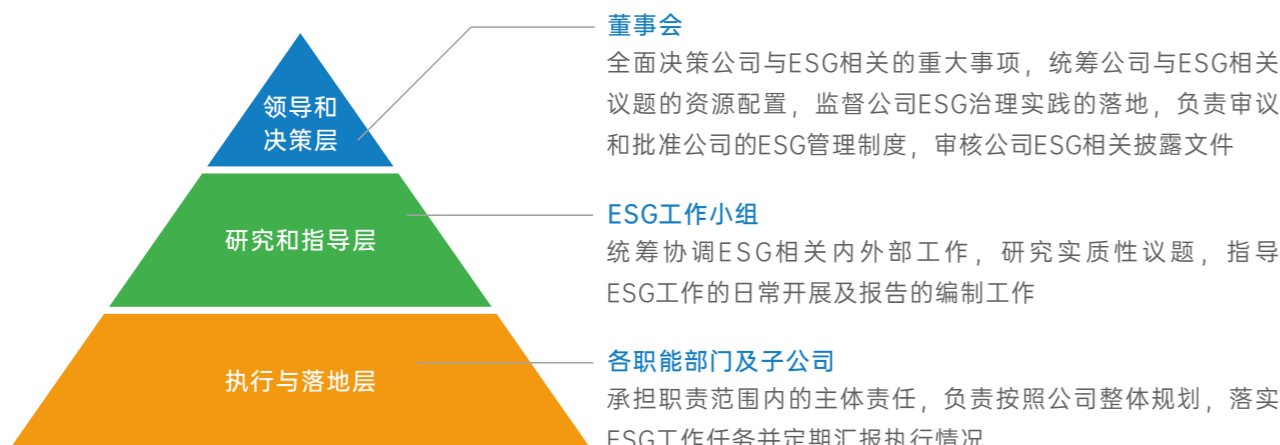 董事会
全面决策公司与ESG相关的重大事项，统筹公司与ESG相关
议题的资源配置，监督公司ESG治理实践的落地，负责审议
和批准公司的ESG管理制度，审核公司ESG相关披露文件
领导和
决策层
ESG工作小组
统筹协调ESG相关内外部工作，研究实质性议题，指导
ESG工作的日常开展及报告的编制工作
研究和指导层
各职能部门及子公司
承担职责范围内的主体责任，负责按照公司整体规划，落实
ESG工作任务并定期汇报执行情况
执行与落地层